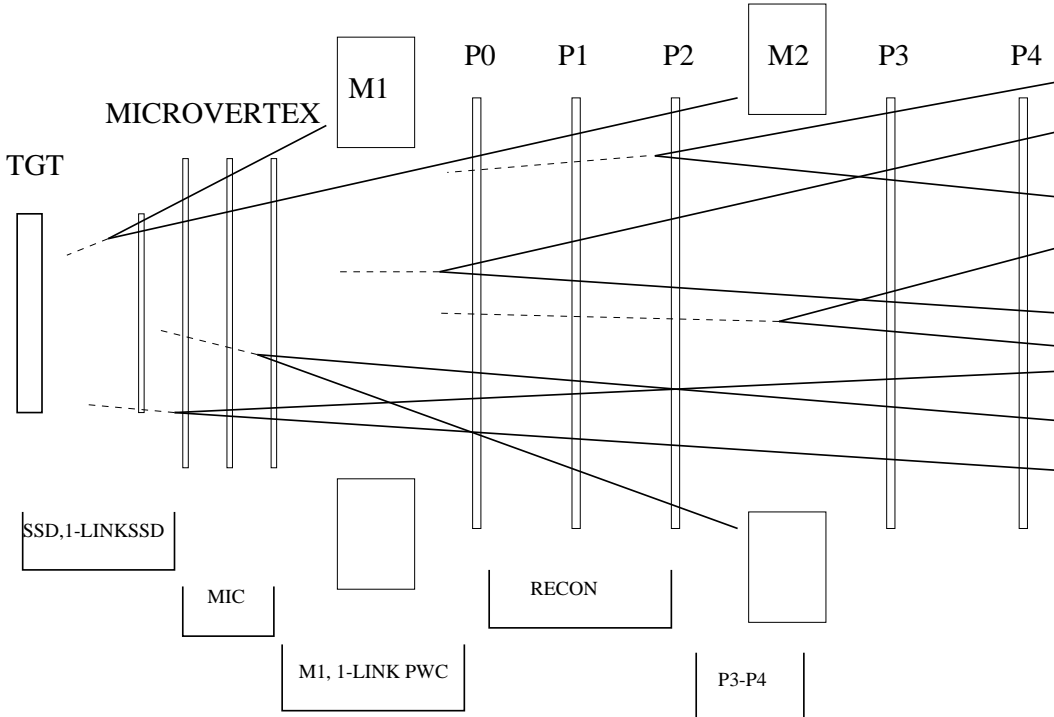 M1
P0
P1
P2
M2
P3
P4
MICROVERTEX
TGT
SSD,1-LINKSSD
MIC
RECON
M1, 1-LINK PWC
P3-P4